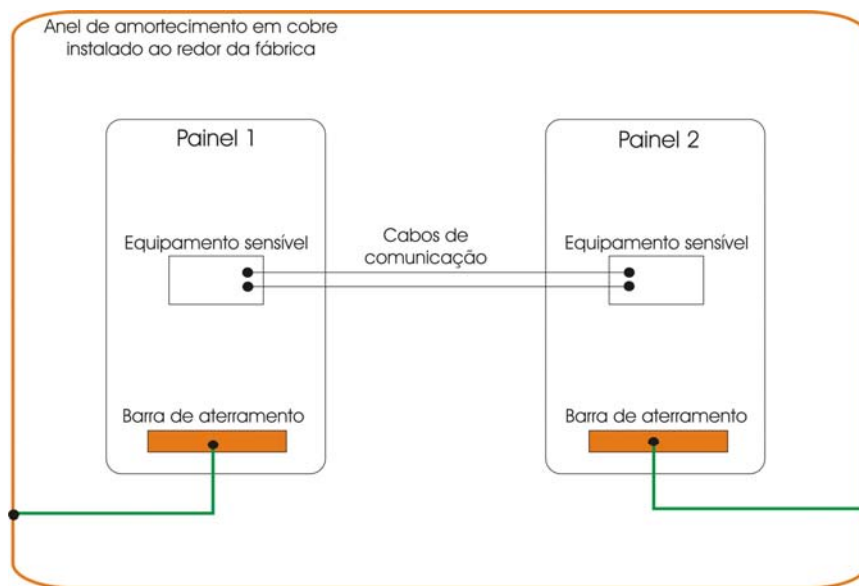 Anel de amortecimento em cobre
instalado ao redor da fábrica
Painel 1
Painel 2
Equipamento sensível
Cabos de
comunicação
Equipamento sensível
Barra de aterramento
Barra de aterramento